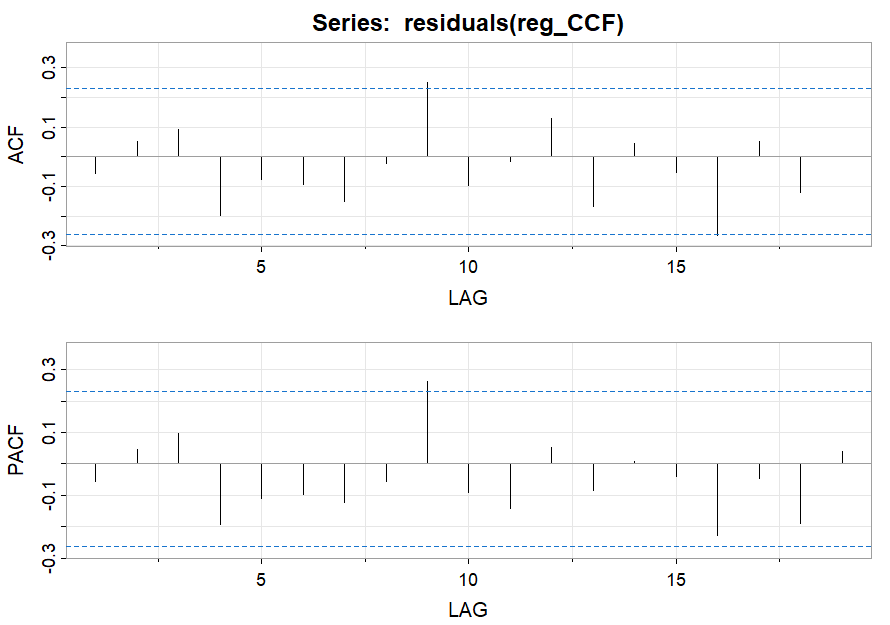 Series:  residuals(reg_CCF)
ACF
0.3
0.1
-0.1
-0.3
5
10
15
LAG
PACF
0.3
0.1
-0.1
-0.3
5
10
15
LAG